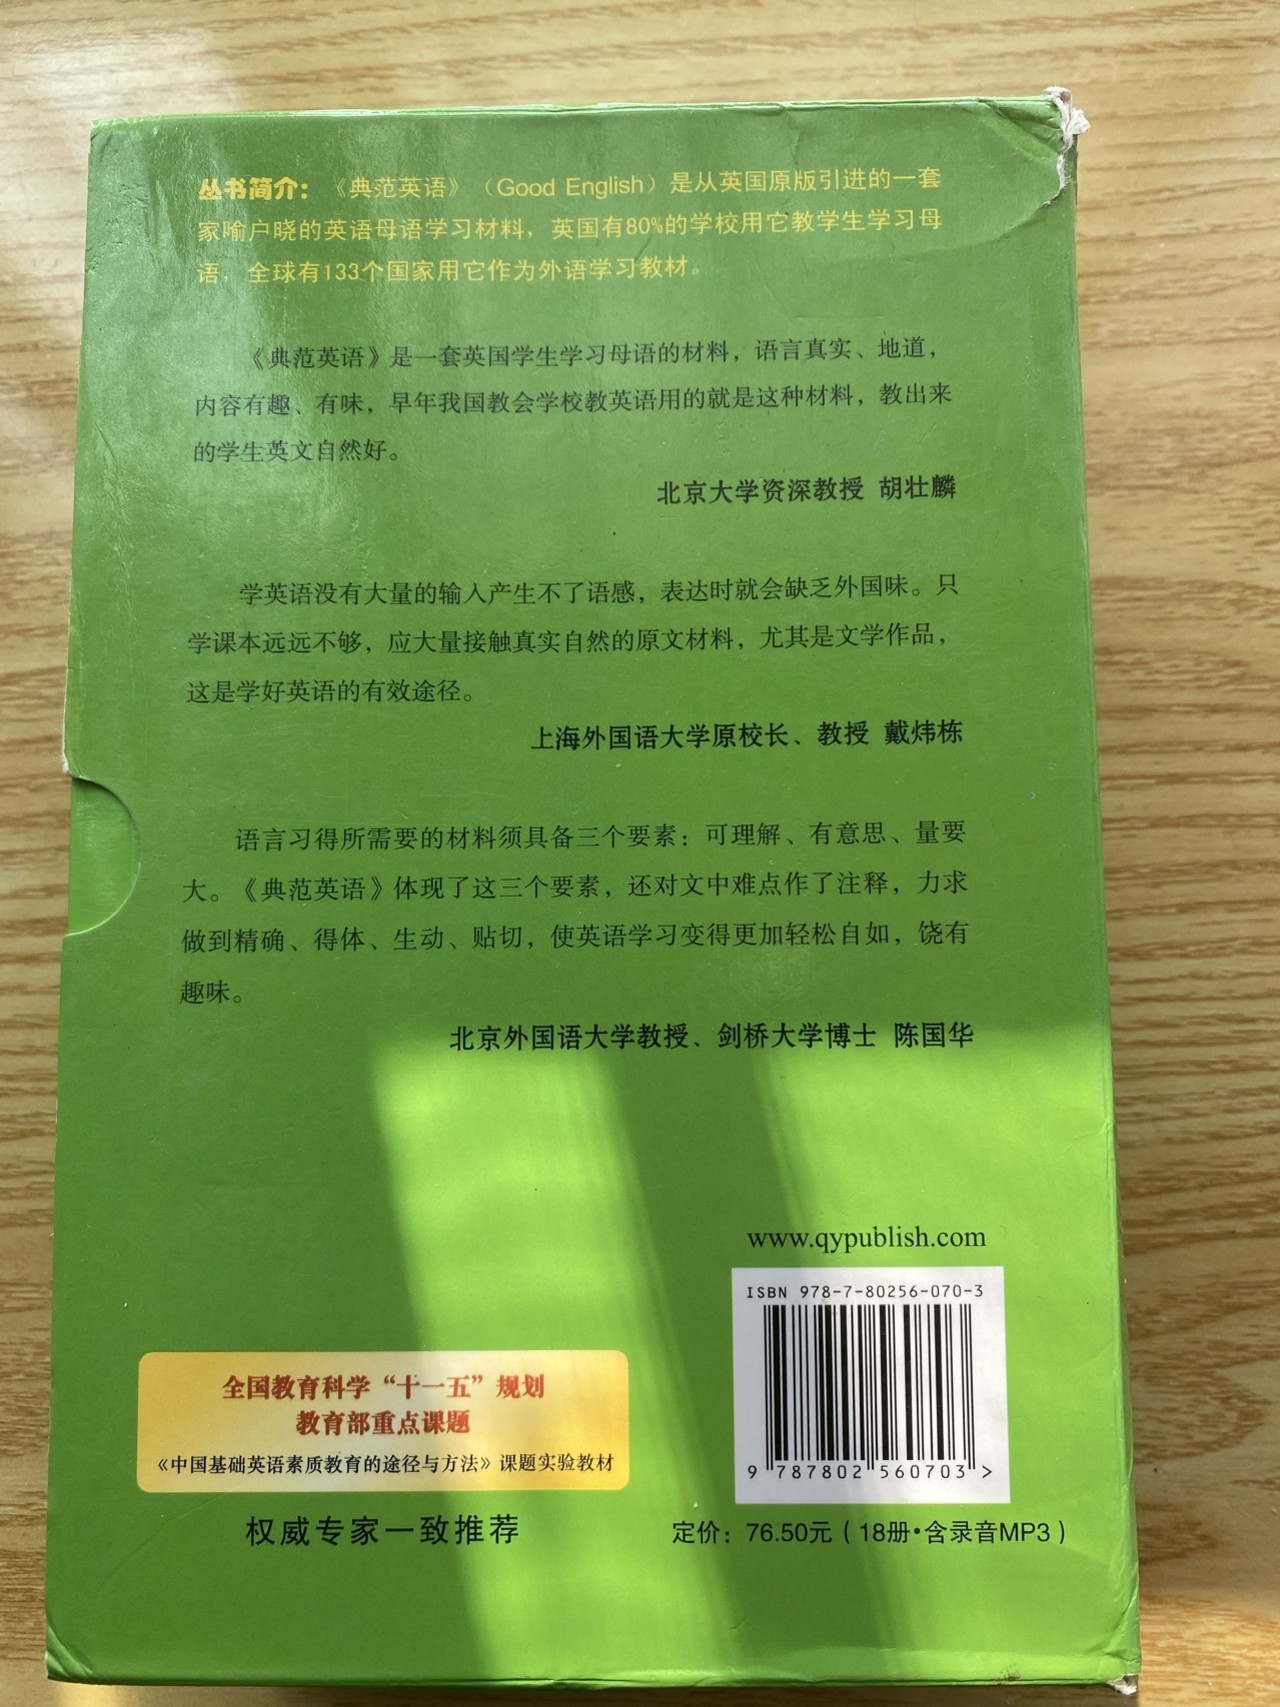 丛书简介：《典范英语》（Good English）是从英国原版引进的一套
家喻户晓的英语母语学习材料，英国有80%的学校用它教学生学习母
语，全球有133个国家用它作为外语学习教材。
《典范英语》是一套英国学生学习母语的材料，语言真实、地道，
内容有趣、有味，早年我国教会学校教英语用的就是这种材料，教出来
的学生英文自然好。
北京大学资深教授 胡壮麟
学英语没有大量的输入产生不了语感，表达时就会缺乏外国味。只
学课本远远不够，应大量接触真实自然的原文材料，尤其是文学作品，
这是学好英语的有效途径。
上海外国语大学原校长、教授 戴炜栋
语言习得所需要的材料须具备三个要素：可理解、有意思、量要
大。《典范英语》体现了这三个要素，还对文中难点作了注释，力求
做到精确、得体、生动、贴切，使英语学习变得更加轻松自如，饶有
趣味。
北京外国语大学教授、剑桥大学博士 陈国华
www.qypublish.com
ISBN 978-7-80256-070-3
9 787802 560703 >
全国教育科学“十一五”规划
教育部重点课题
《中国基础英语素质教育的途径与方法》课题实验教材
权威专家一致推荐
定价：76.50元（18册·含录音MP3）